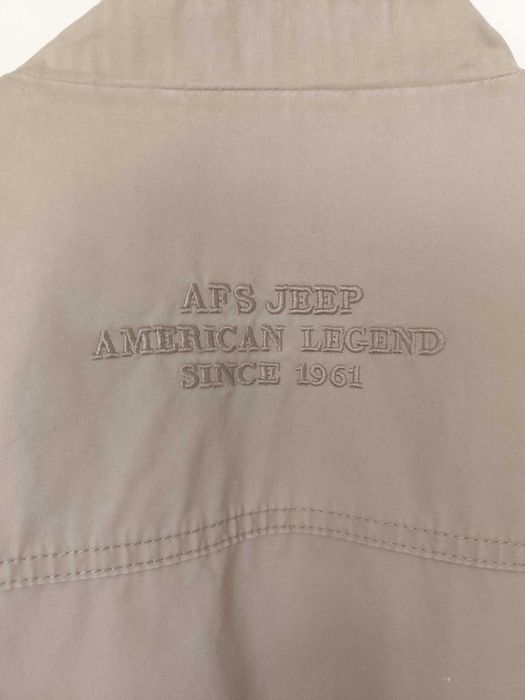 AFS JEEP
AMERICAN LEGEND
SINCE 1961